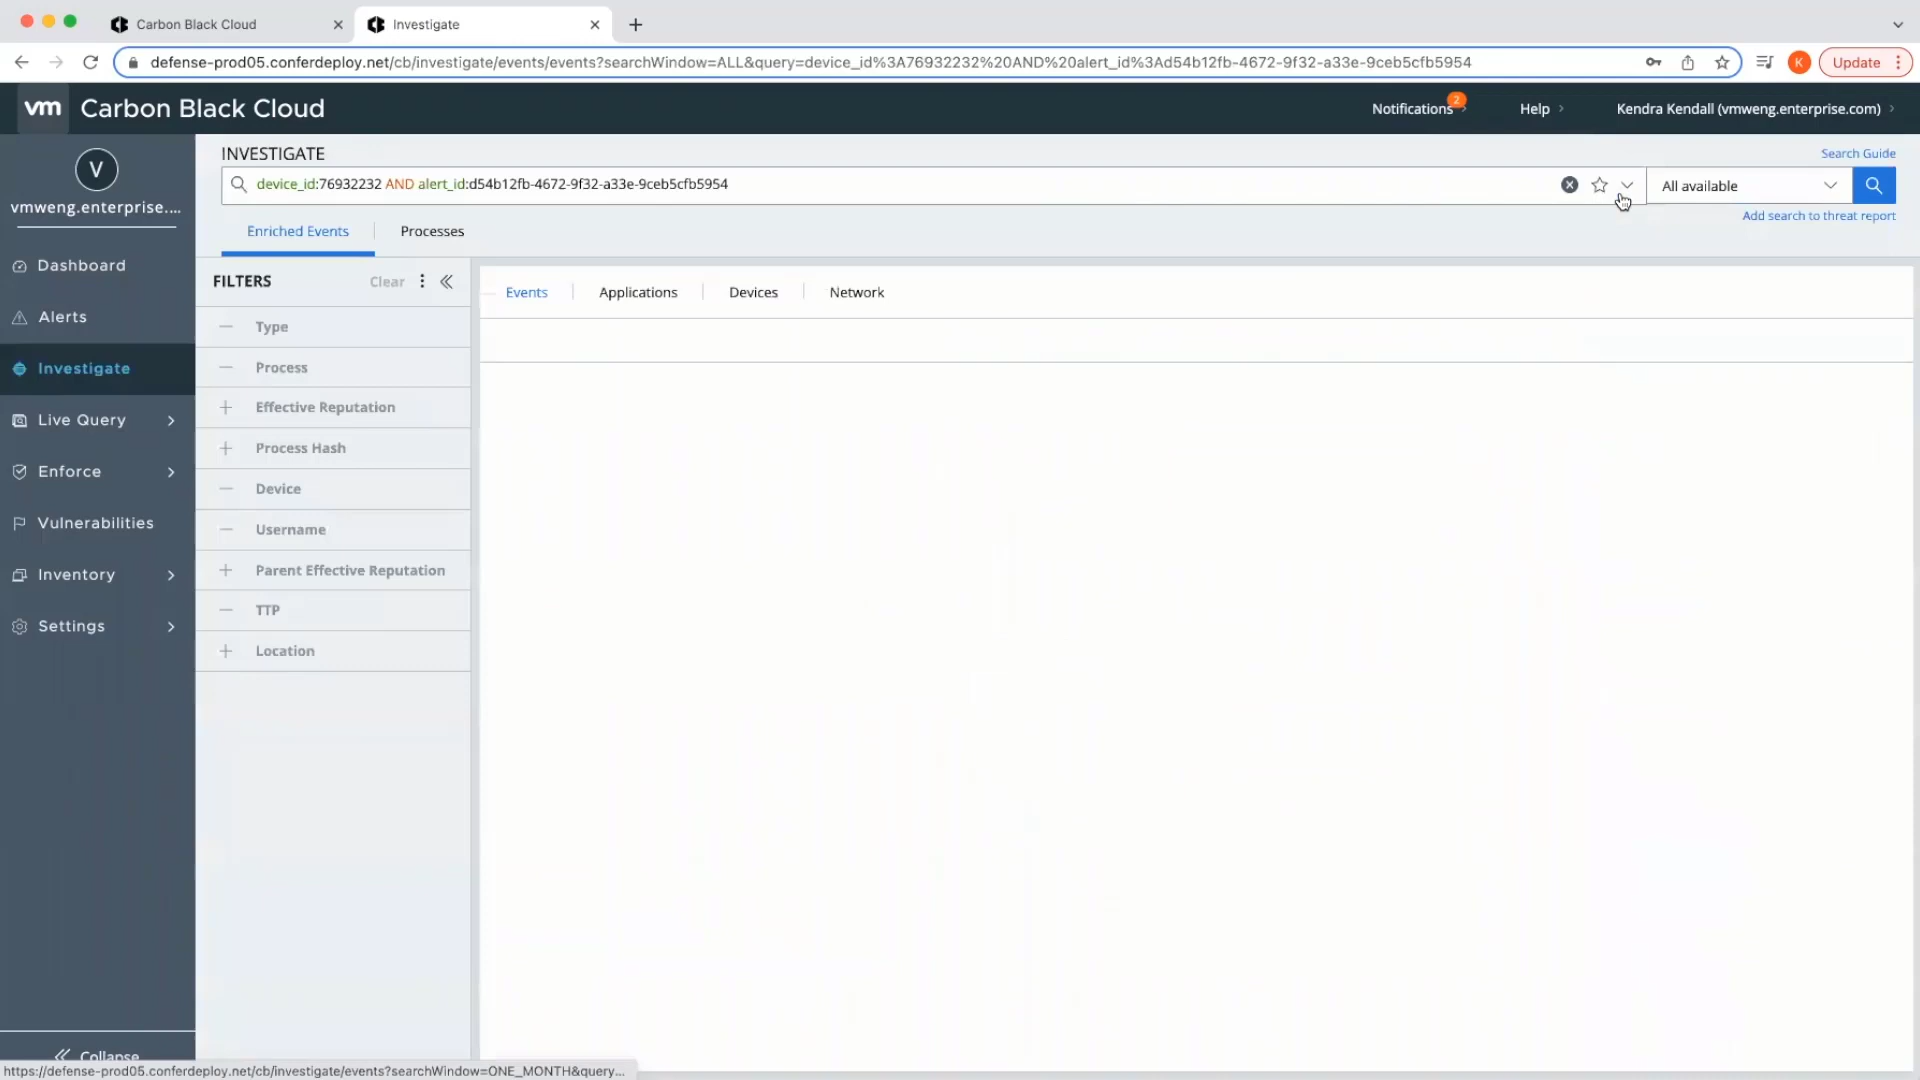 Carbon Black Cloud
Investigate
defense-prod05.conferdeploy.net/cb/investigate/events/events?searchWindow=ALL&query=device_id%3A76932232%20AND%20alert_id%3Ad54b12fb-4672-9f32-a33e-9ceb5cfb5954
K
Update
vm Carbon Black Cloud
Notifications 2
Help
Kendra Kendall (vmweng.enterprise.com)
V
vmweng.enterprise....
Dashboard
Alerts
Investigate
Live Query
Enforce
Vulnerabilities
Inventory
Settings
Collapse
INVESTIGATE
Search Guide
device_id:76932232 AND alert_id:d54b12fb-4672-9f32-a33e-9ceb5cfb5954
All available
Add search to threat report
Enriched Events
Processes
FILTERS
Clear
Type
Process
Effective Reputation
Process Hash
Device
Username
Parent Effective Reputation
TTP
Location
Events
Applications
Devices
Network
https://defense-prod05.conferdeploy.net/cb/investigate/events?searchWindow=ONE_MONTH&query...